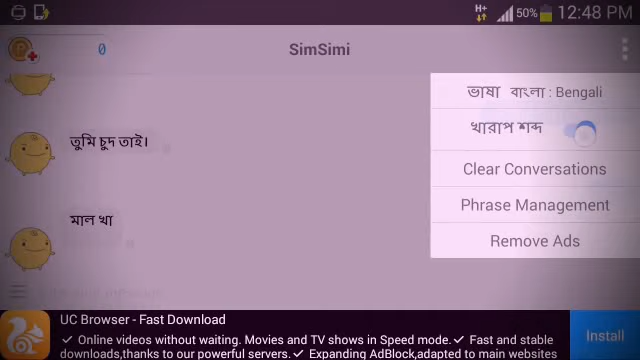 H+ 50% 12:48 PM
P 0 SimSimi
ভাষা বাংলা : Bengali
খারাপ শব্দ
তুমি চুদ তাই।
Clear Conversations
Phrase Management
মাল খা
Remove Ads
UC Browser - Fast Download
✓ Online videos without waiting. Movies and TV shows in Speed mode.✓ Fast and stable
downloads,thanks to our powerful servers.✓ Expanding AdBlock,adapted to main websites
Install